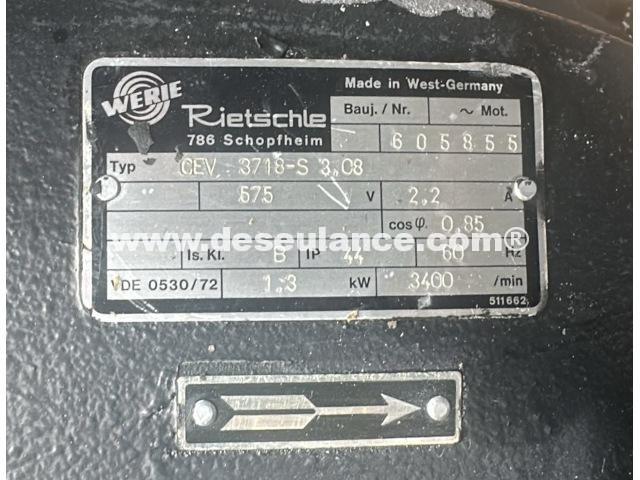 Made in West-Germany
WERIE
Rietschle
786 Schopfheim
Bauj. / Nr. ~ Mot.
605855
Typ CEV 3718-S 3.08
575 V 2,2 A
cos φ. 0,85
www.deseulance.com®
Is. Kl. B IP 44 60 Hz
VDE 0530/72 1.3 kW 3400 /min
511662